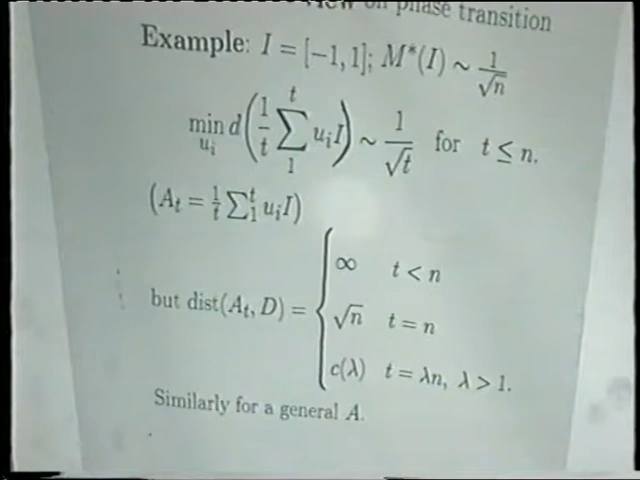 on phase transition
Example: I = [−1, 1]; M*(I) ∼ 1/√n
min_{u_i} d(1/t ∑_1^t u_i I) ∼ 1/√t for t ≤ n.
(A_t = 1/t ∑_1^t u_i I)
but dist(A_t, D) = { ∞ t < n
√n t = n
c(λ) t = λn, λ > 1.
Similarly for a general A.